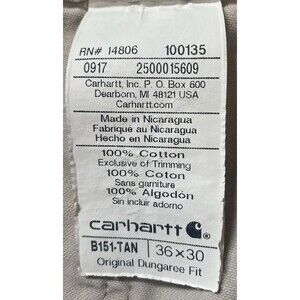 RN# 14806 100135
0917 2500015609
Carhartt, Inc. P. O. Box 600
Dearborn, MI 48121 USA
Carhartt.com
Made in Nicaragua
Fabriqué au Nicaragua
Hecho en Nicaragua
100% Cotton
Exclusive of Trimming
100% Coton
Sans garniture
100% Algodón
Sin incluir adorno
carhartt
B151-TAN 36×30
Original Dungaree Fit